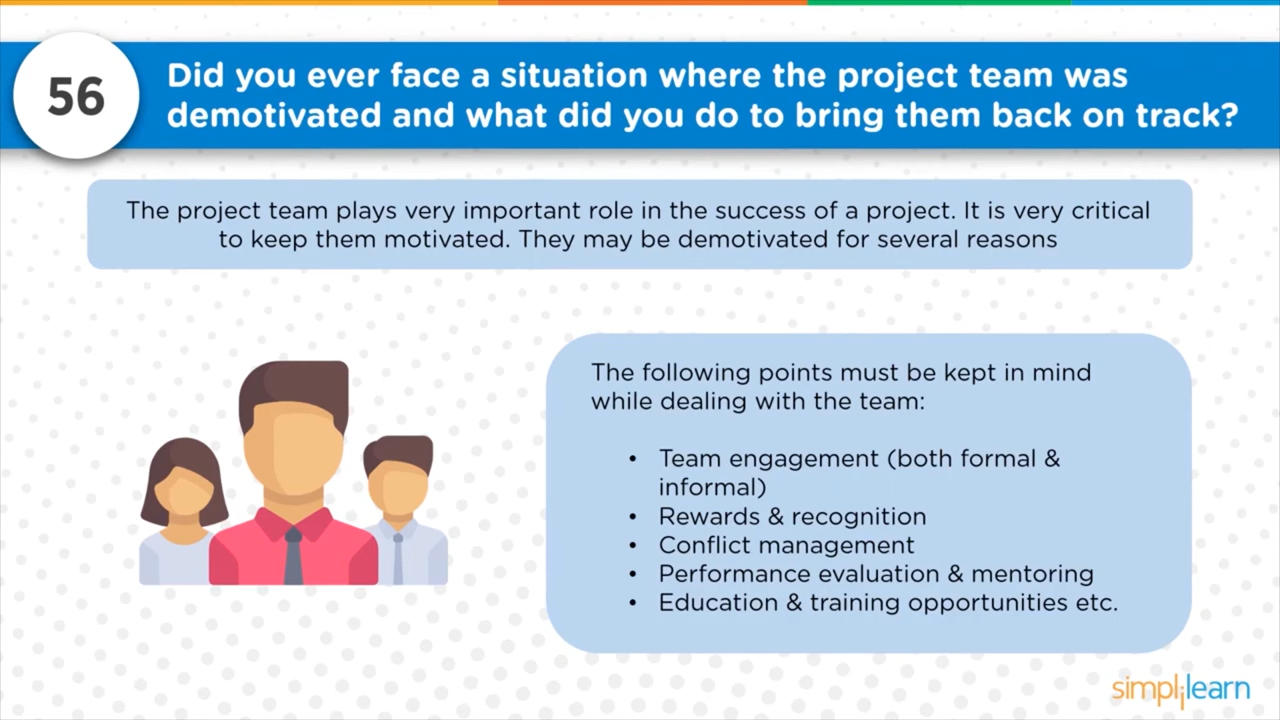 56
Did you ever face a situation where the project team was
demotivated and what did you do to bring them back on track?
The project team plays very important role in the success of a project. It is very critical
to keep them motivated. They may be demotivated for several reasons
The following points must be kept in mind
while dealing with the team:
• Team engagement (both formal &
informal)
• Rewards & recognition
• Conflict management
• Performance evaluation & mentoring
• Education & training opportunities etc.
simplilearn